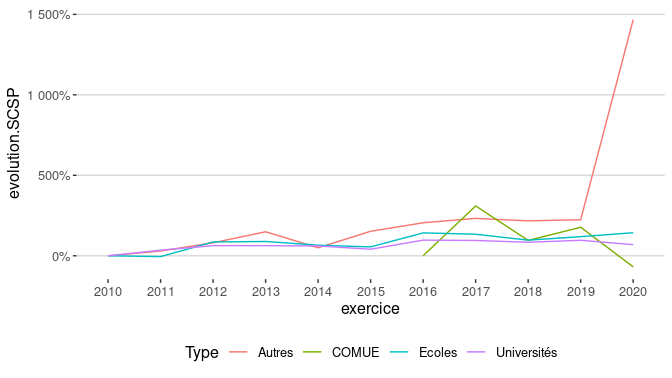 1 500%
1 000%
500%
0%
evolution.SCSP
2010 2011 2012 2013 2014 2015 2016 2017 2018 2019 2020
exercice
Type Autres COMUE Ecoles Universités